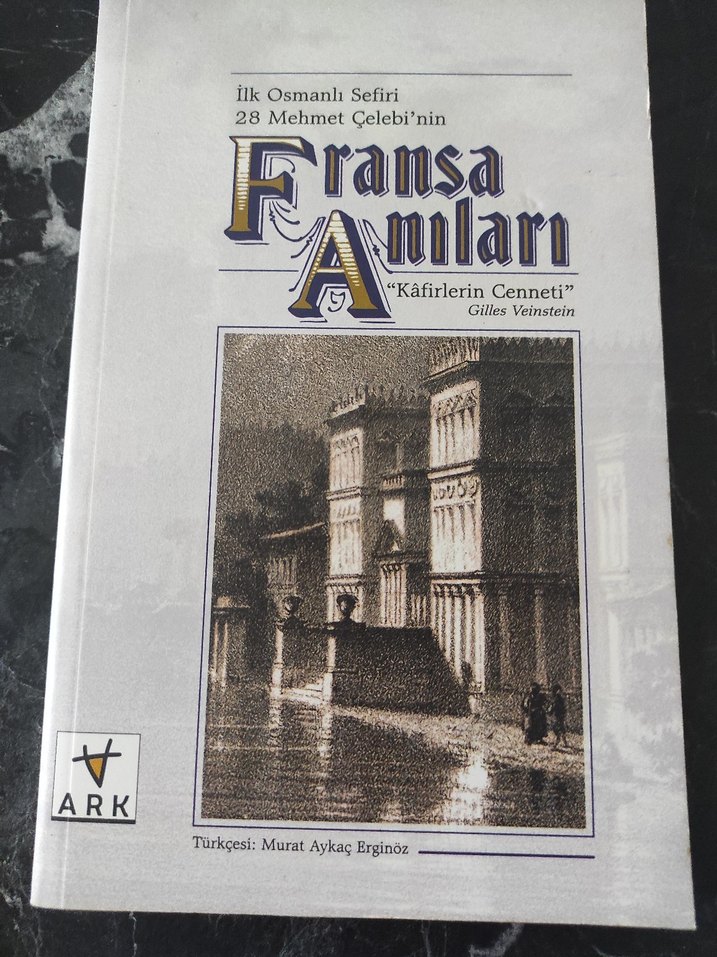 İlk Osmanlı Sefiri
28 Mehmet Çelebi'nin
Fransa
Anıları
“Kâfirlerin Cenneti”
Gilles Veinstein
ARK
Türkçesi: Murat Aykaç Erginöz